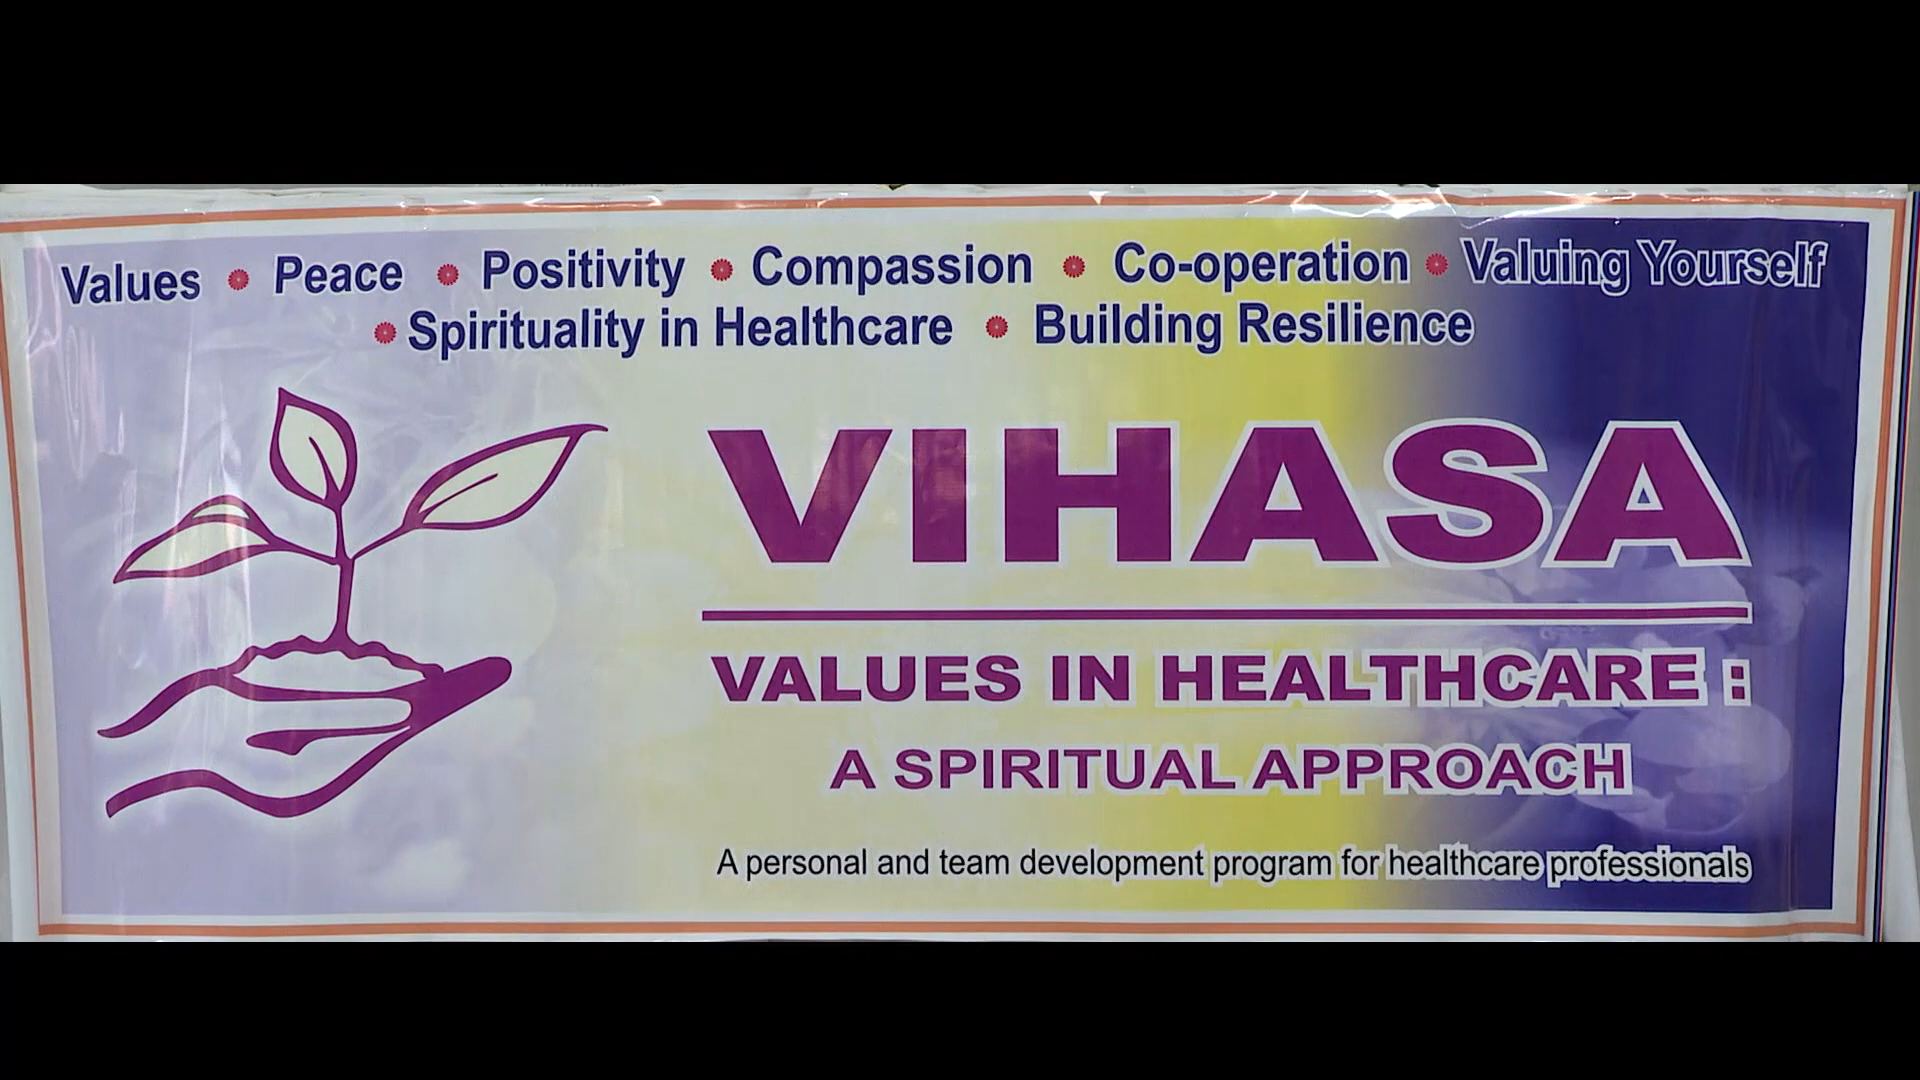 Values • Peace • Positivity • Compassion • Co-operation • Valuing Yourself
• Spirituality in Healthcare • Building Resilience
VIHASA
VALUES IN HEALTHCARE :
A SPIRITUAL APPROACH
A personal and team development program for healthcare professionals